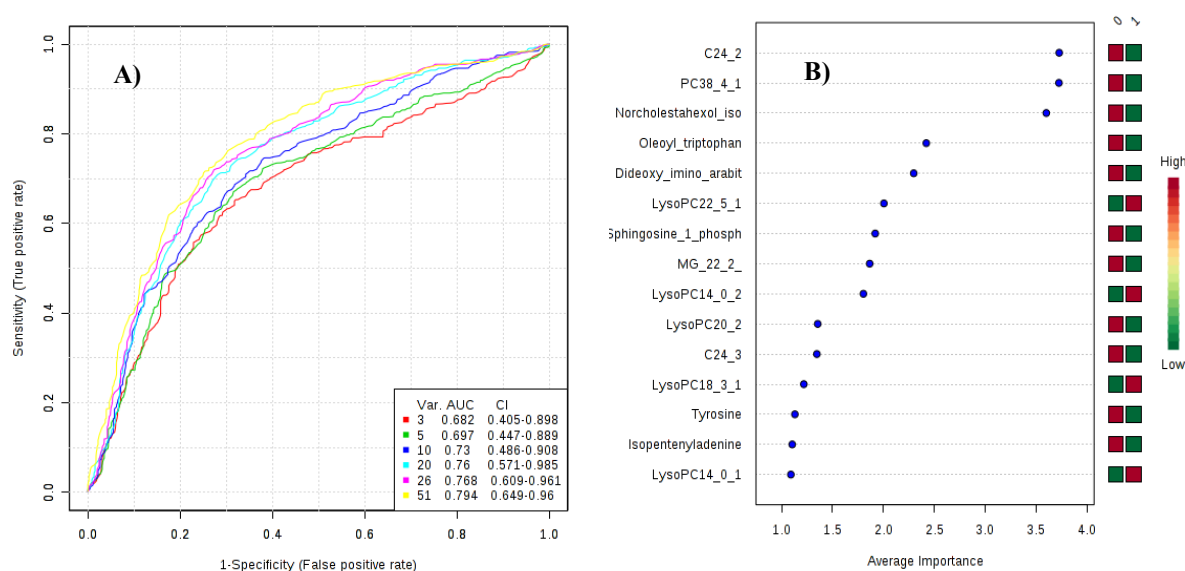 A)
Sensitivity (True positive rate)
1.0
0.8
0.6
0.4
0.2
0.0
0.0 0.2 0.4 0.6 0.8 1.0
1-Specificity (False positive rate)
Var. AUC CI
3 0.682 0.405-0.898
5 0.697 0.447-0.889
10 0.73 0.486-0.908
20 0.76 0.571-0.985
26 0.768 0.609-0.961
51 0.794 0.649-0.96
B)
0 1
C24_2
PC38_4_1
Norcholestahexol_iso
Oleoyl_triptophan
Dideoxy_imino_arabit
LysoPC22_5_1
Sphingosine_1_phosph
MG_22_2_
LysoPC14_0_2
LysoPC20_2
C24_3
LysoPC18_3_1
Tyrosine
Isopentenyladenine
LysoPC14_0_1
1.0 1.5 2.0 2.5 3.0 3.5 4.0
Average Importance
High
Low